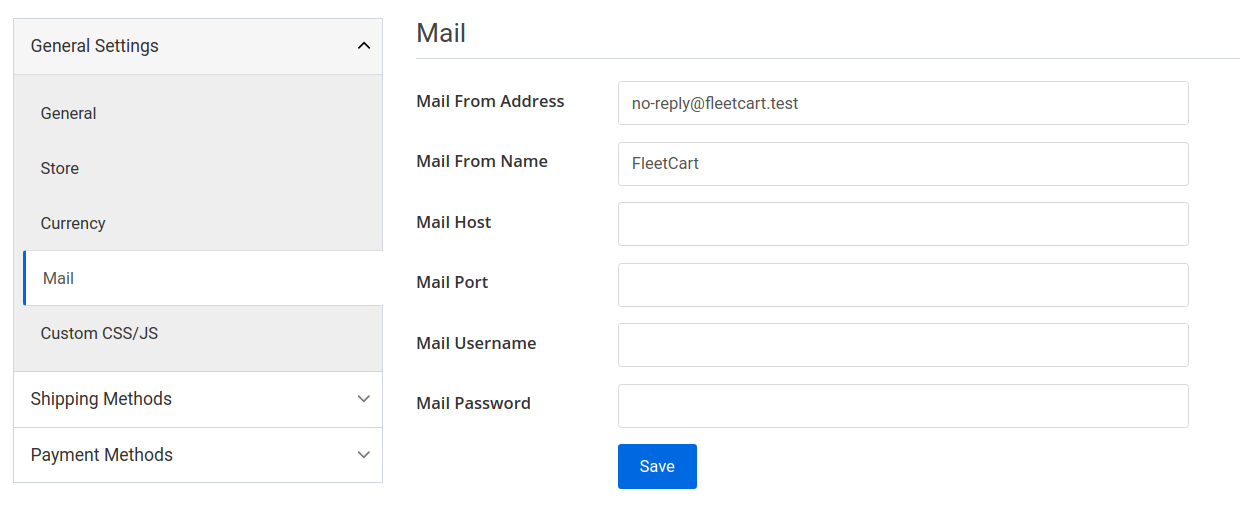 General Settings
General
Store
Currency
Mail
Custom CSS/JS
Shipping Methods
Payment Methods
Mail
Mail From Address
no-reply@fleetcart.test
Mail From Name
FleetCart
Mail Host
Mail Port
Mail Username
Mail Password
Save